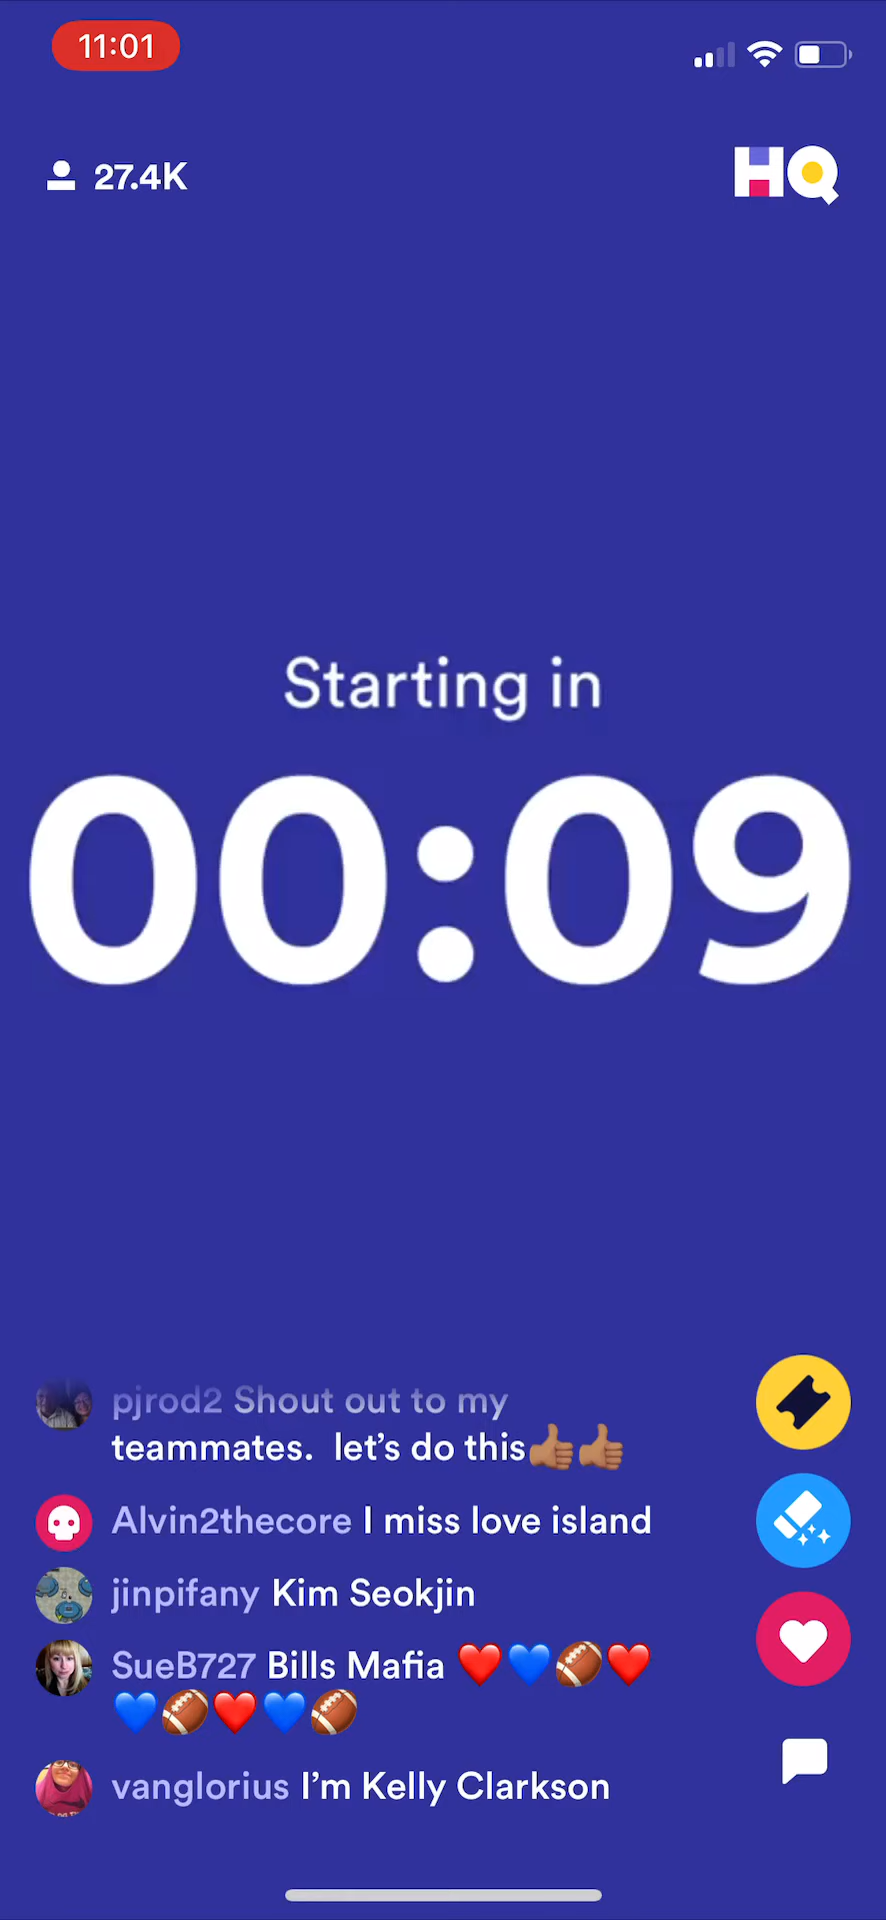 11:01
27.4K
HQ
Starting in
00:09
pjrod2 Shout out to my
teammates.  let's do this👍🏽👍🏽
Alvin2thecore I miss love island
jinpifany Kim Seokjin
SueB727 Bills Mafia ❤️💙🏈❤️
💙🏈❤️💙🏈
vanglorius I'm Kelly Clarkson